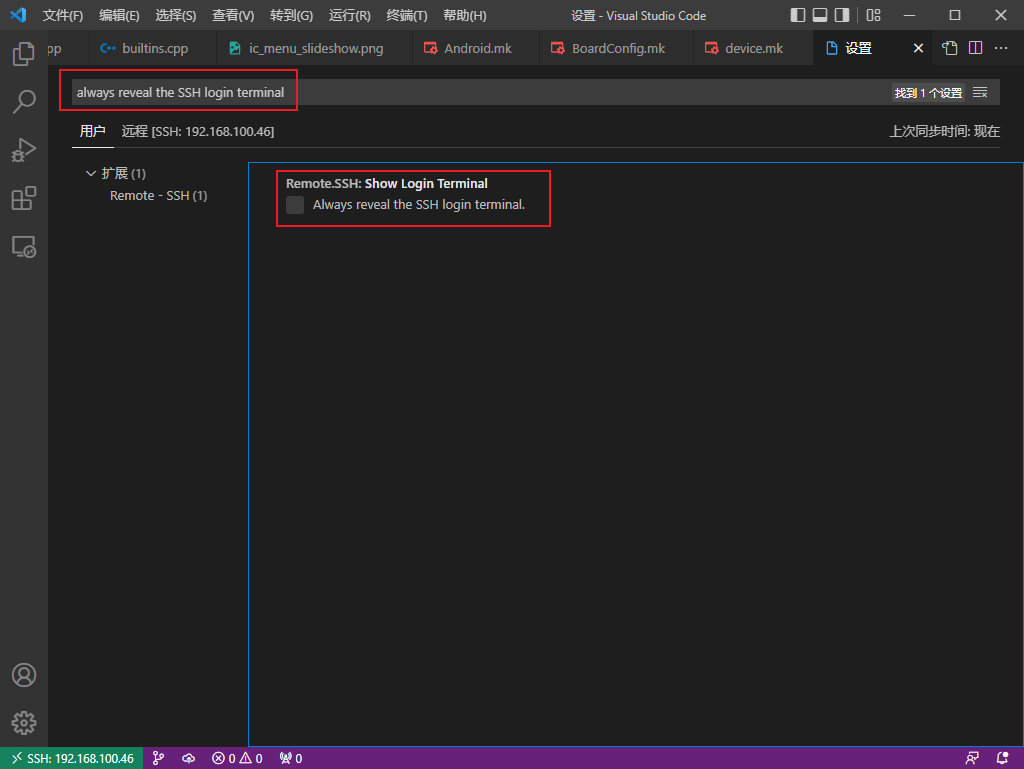 文件(F) 编辑(E) 选择(S) 查看(V) 转到(G) 运行(R) 终端(T) 帮助(H) 设置 - Visual Studio Code
pp builtins.cpp ic_menu_slideshow.png Android.mk BoardConfig.mk device.mk 设置
always reveal the SSH login terminal 找到 1 个设置
用户 远程 [SSH: 192.168.100.46] 上次同步时间: 现在
扩展 (1)
Remote - SSH (1)
Remote.SSH: Show Login Terminal
Always reveal the SSH login terminal.
SSH: 192.168.100.46 0 0 0